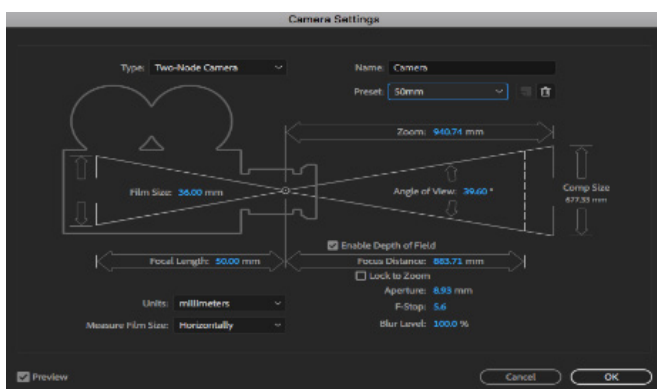 Camera Settings
Type: Two-Node Camera
Name: Camera
Preset: 50mm
Zoom: 940.74 mm
Film Size: 36.00 mm
Angle of View: 39.60 °
Comp Size
677.33 mm
Enable Depth of Field
Focal Length: 50.00 mm
Focus Distance: 883.71 mm
Lock to Zoom
Aperture: 8.93 mm
Units: millimeters
F-Stop: 5.6
Measure Film Size: Horizontally
Blur Level: 100.0 %
Preview
Cancel
OK